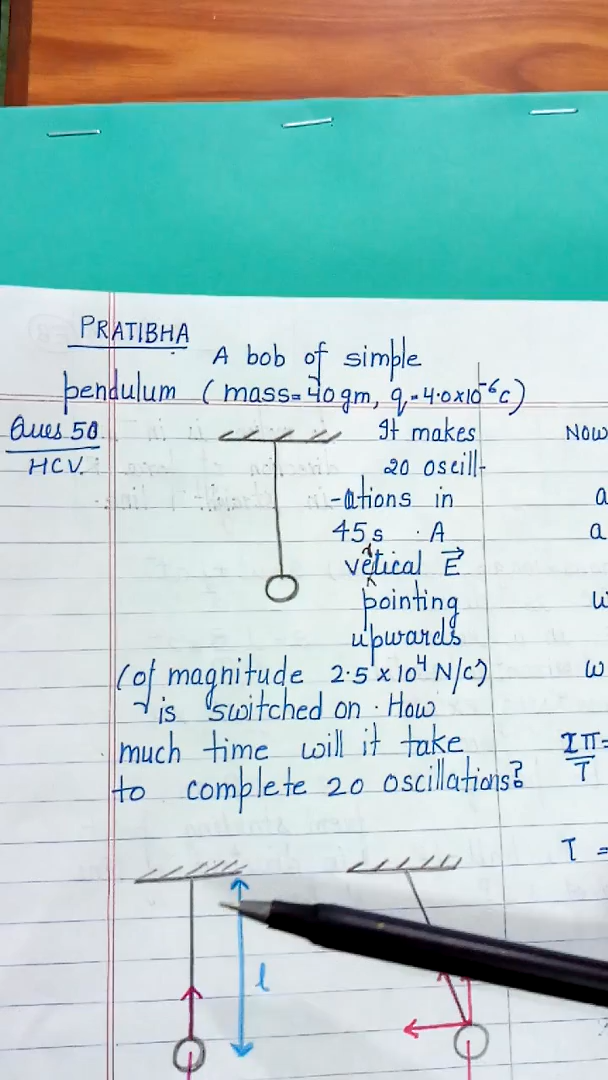 PRATIBHA
A bob of simple
pendulum (mass=40gm, q=4.0x10⁻⁶c)
Ques 50
HCV.
It makes
20 oscill-
-ations in
45s. A
vertical E⃗
pointing
upwards
(of magnitude 2.5x10⁴ N/C)
is switched on. How
much time will it take
to complete 20 oscillations?
l
NOW
a
a
w
w
2π=
T
T =